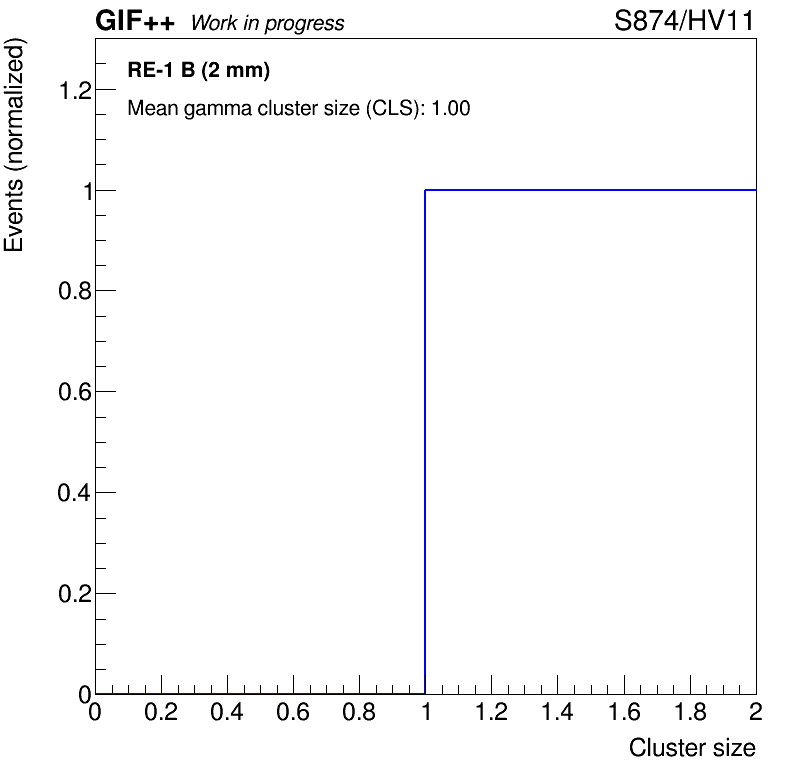 GIF++ Work in progress S874/HV11
RE-1 B (2 mm)
Mean gamma cluster size (CLS): 1.00
Events (normalized)
1.2
1
0.8
0.6
0.4
0.2
0
0 0.2 0.4 0.6 0.8 1 1.2 1.4 1.6 1.8 2
Cluster size